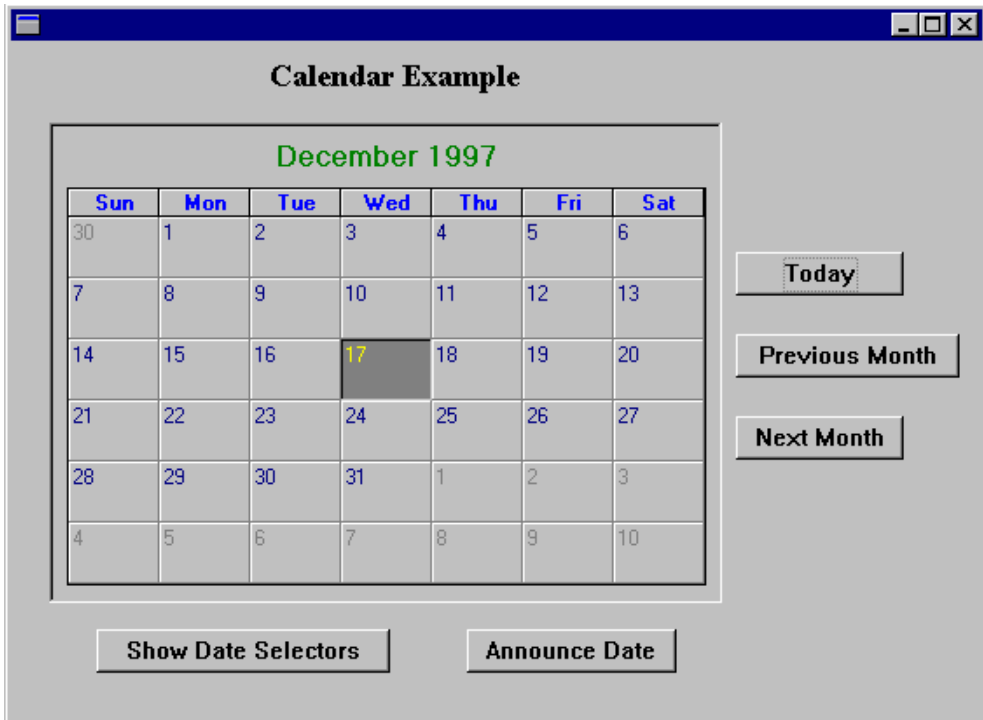 Calendar Example
December 1997
Sun Mon Tue Wed Thu Fri Sat
30 1 2 3 4 5 6
7 8 9 10 11 12 13
14 15 16 17 18 19 20
21 22 23 24 25 26 27
28 29 30 31 1 2 3
4 5 6 7 8 9 10
Today
Previous Month
Next Month
Show Date Selectors
Announce Date